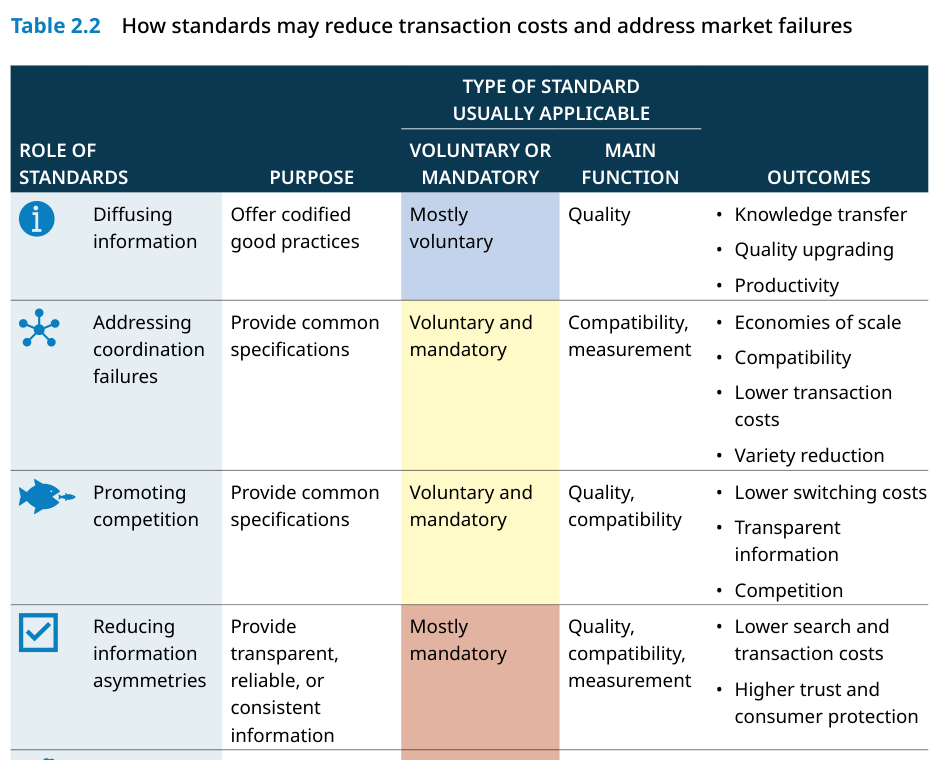 Table 2.2 How standards may reduce transaction costs and address market failures
TYPE OF STANDARD
USUALLY APPLICABLE
ROLE OF
STANDARDS
PURPOSE
VOLUNTARY OR
MANDATORY
MAIN
FUNCTION
OUTCOMES
Diffusing
information
Offer codified
good practices
Mostly
voluntary
Quality
• Knowledge transfer
• Quality upgrading
• Productivity
Addressing
coordination
failures
Provide common
specifications
Voluntary and
mandatory
Compatibility,
measurement
• Economies of scale
• Compatibility
• Lower transaction
costs
• Variety reduction
Promoting
competition
Provide common
specifications
Voluntary and
mandatory
Quality,
compatibility
• Lower switching costs
• Transparent
information
• Competition
Reducing
information
asymmetries
Provide
transparent,
reliable, or
consistent
information
Mostly
mandatory
Quality,
compatibility,
measurement
• Lower search and
transaction costs
• Higher trust and
consumer protection